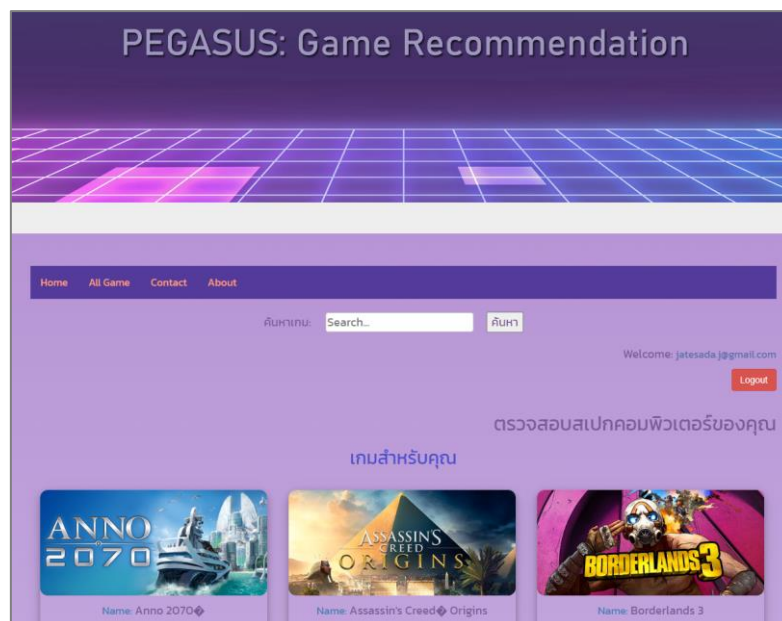 PEGASUS: Game Recommendation
Home All Game Contact About
ค้นหาเกม: Search... ค้นหา
Welcome: jatesada.j@gmail.com
Logout
ตรวจสอบสเปกคอมพิวเตอร์ของคุณ
เกมสำหรับคุณ
ANNO
2070
ASSASSIN'S
CREED
ORIGINS
BORDERLANDS 3
Name: Anno 2070�
Name: Assassin's Creed� Origins
Name: Borderlands 3